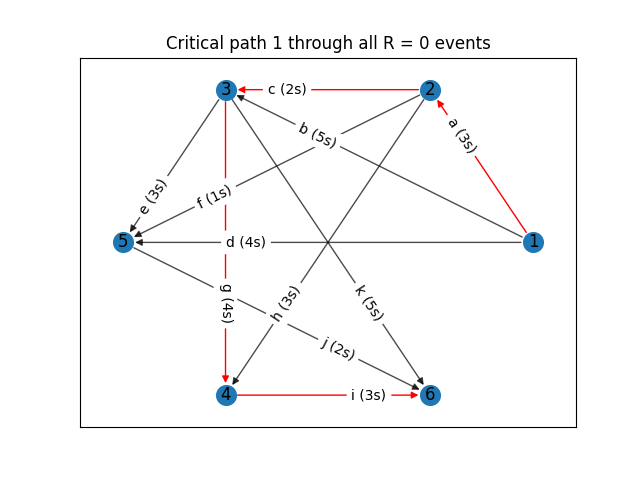 Critical path 1 through all R = 0 events
3
c (2s)
2
b (5s)
a (3s)
e (3s)
f (1s)
5
d (4s)
1
g (4s)
h (3s)
k (5s)
j (2s)
4
i (3s)
6